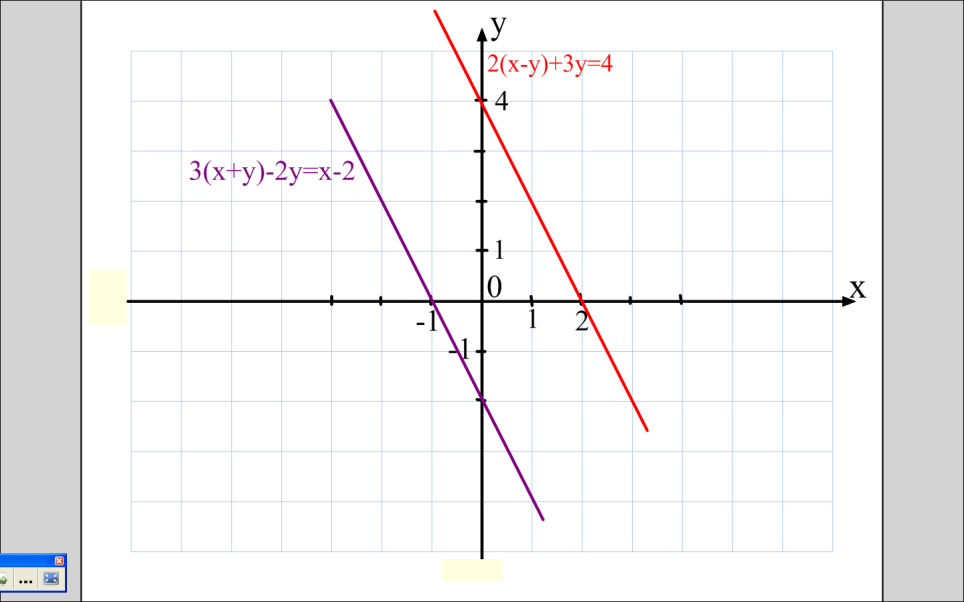 y
2(x-y)+3y=4
4
3(x+y)-2y=x-2
1
0
x
-1
1
2
-1
...